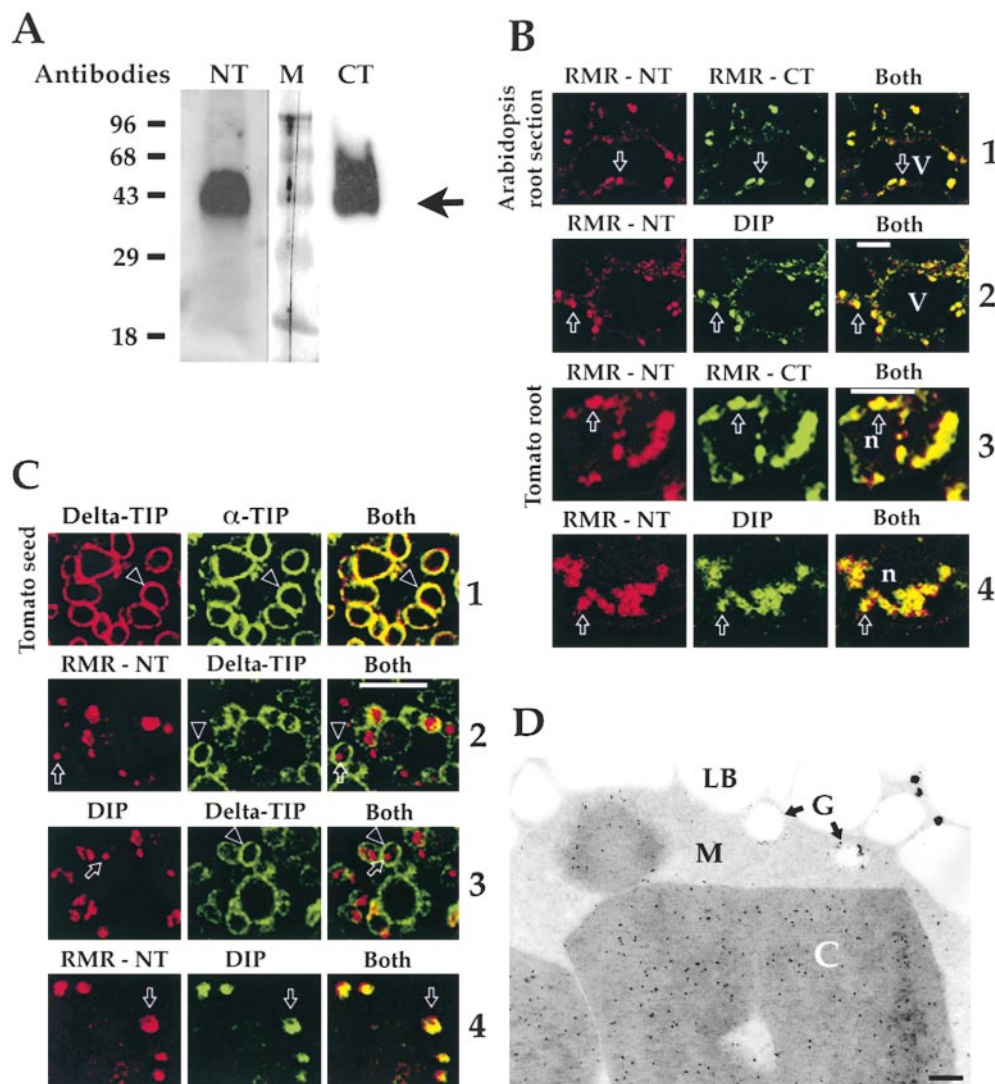 A
Antibodies NT M CT
96
68
43
29
18
B
Arabidopsis root section
RMR - NT RMR - CT Both
V
1
RMR - NT DIP Both
V
2
Tomato root
RMR - NT RMR - CT Both
n
3
RMR - NT DIP Both
n
4
C
Tomato seed
Delta-TIP α-TIP Both
1
RMR - NT Delta-TIP Both
2
DIP Delta-TIP Both
3
RMR - NT DIP Both
4
D
LB
G
M
C